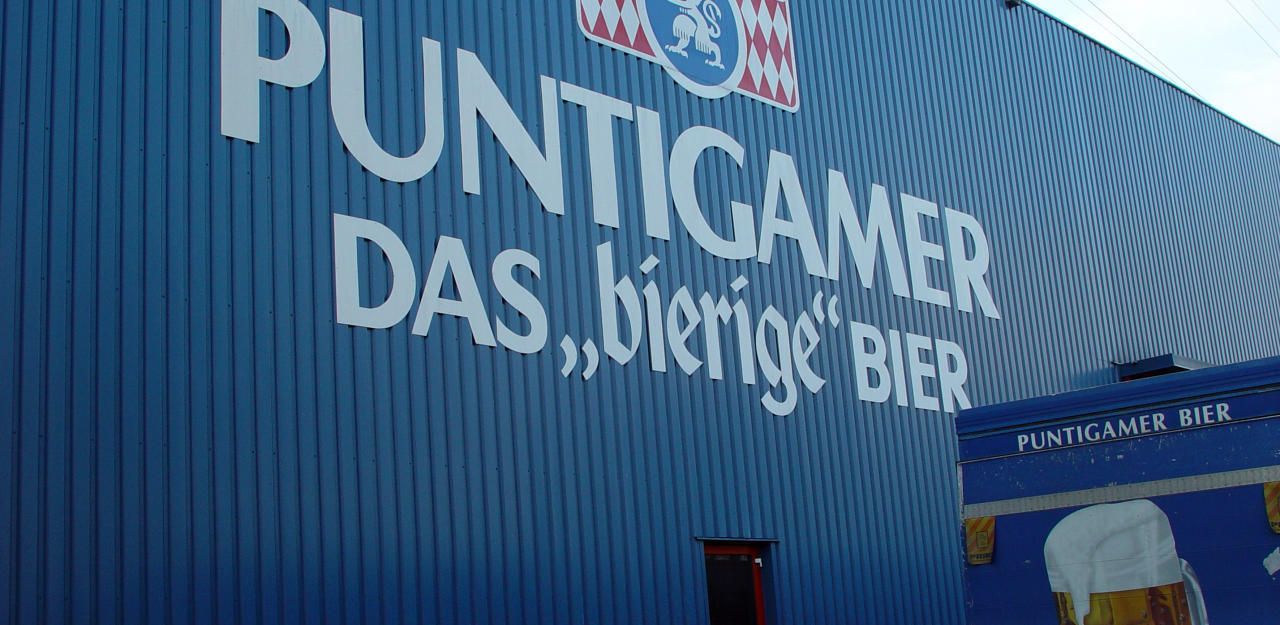 PUNTIGAMER
DAS „bierige“ BIER
PUNTIGAMER BIER